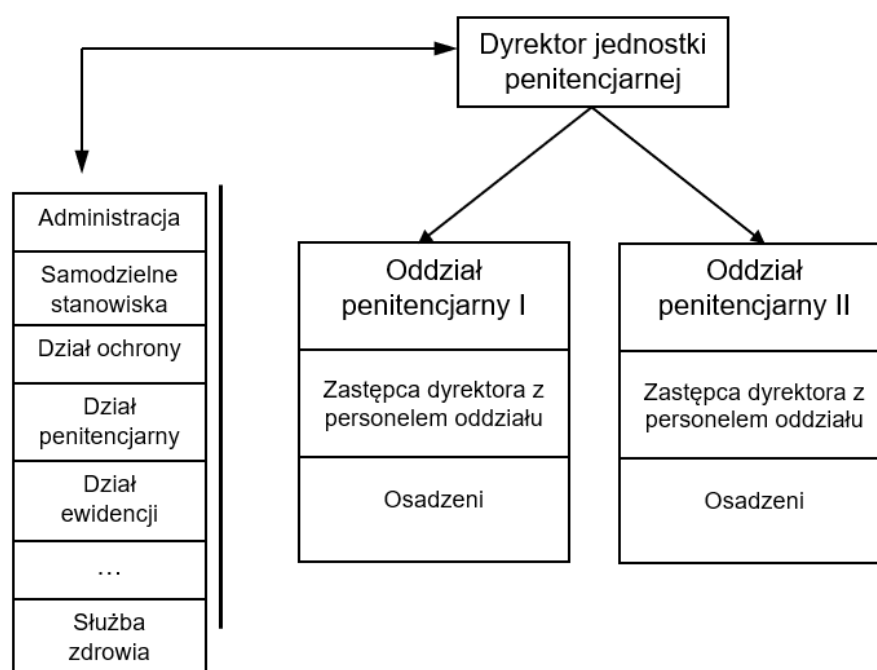 Dyrektor jednostki
penitencjarnej
Administracja
Samodzielne
stanowiska
Dział ochrony
Dział
penitencjarny
Dział
ewidencji
…
Służba
zdrowia
Oddział
penitencjarny I
Zastępca dyrektora z
personelem oddziału
Osadzeni
Oddział
penitencjarny II
Zastępca dyrektora z
personelem oddziału
Osadzeni